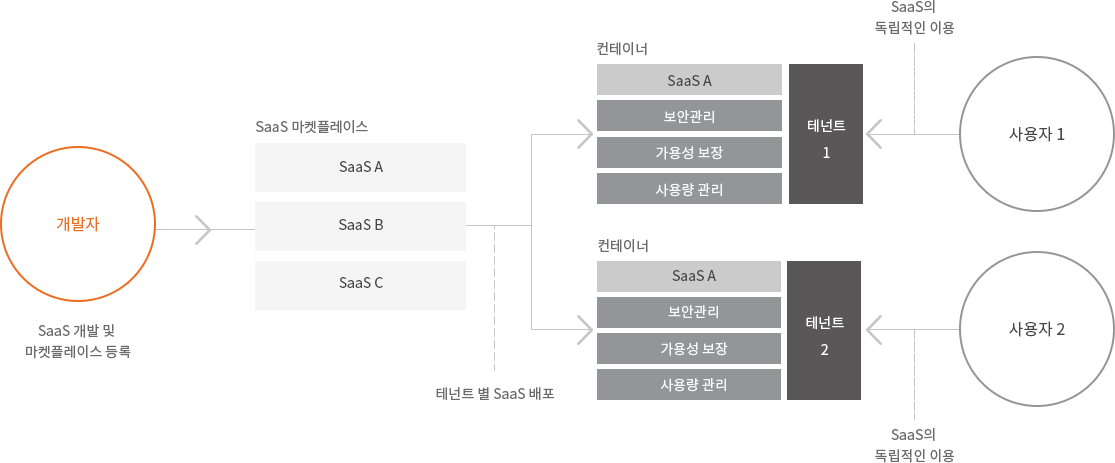 개발자
SaaS 개발 및
마켓플레이스 등록
SaaS 마켓플레이스
SaaS A
SaaS B
SaaS C
테넌트 별 SaaS 배포
컨테이너
SaaS A
보안관리
가용성 보장
사용량 관리
테넌트
1
컨테이너
SaaS A
보안관리
가용성 보장
사용량 관리
테넌트
2
SaaS의
독립적인 이용
사용자 1
사용자 2
SaaS의
독립적인 이용